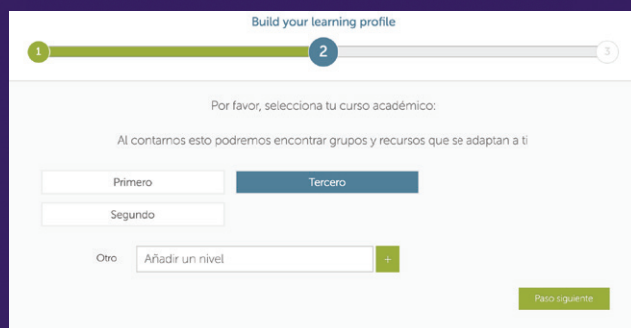 Build your learning profile
1
2
3
Por favor, selecciona tu curso académico:
Al contarnos esto podremos encontrar grupos y recursos que se adaptan a ti
Primero
Tercero
Segundo
Otro
Añadir un nivel
+
Paso siguiente